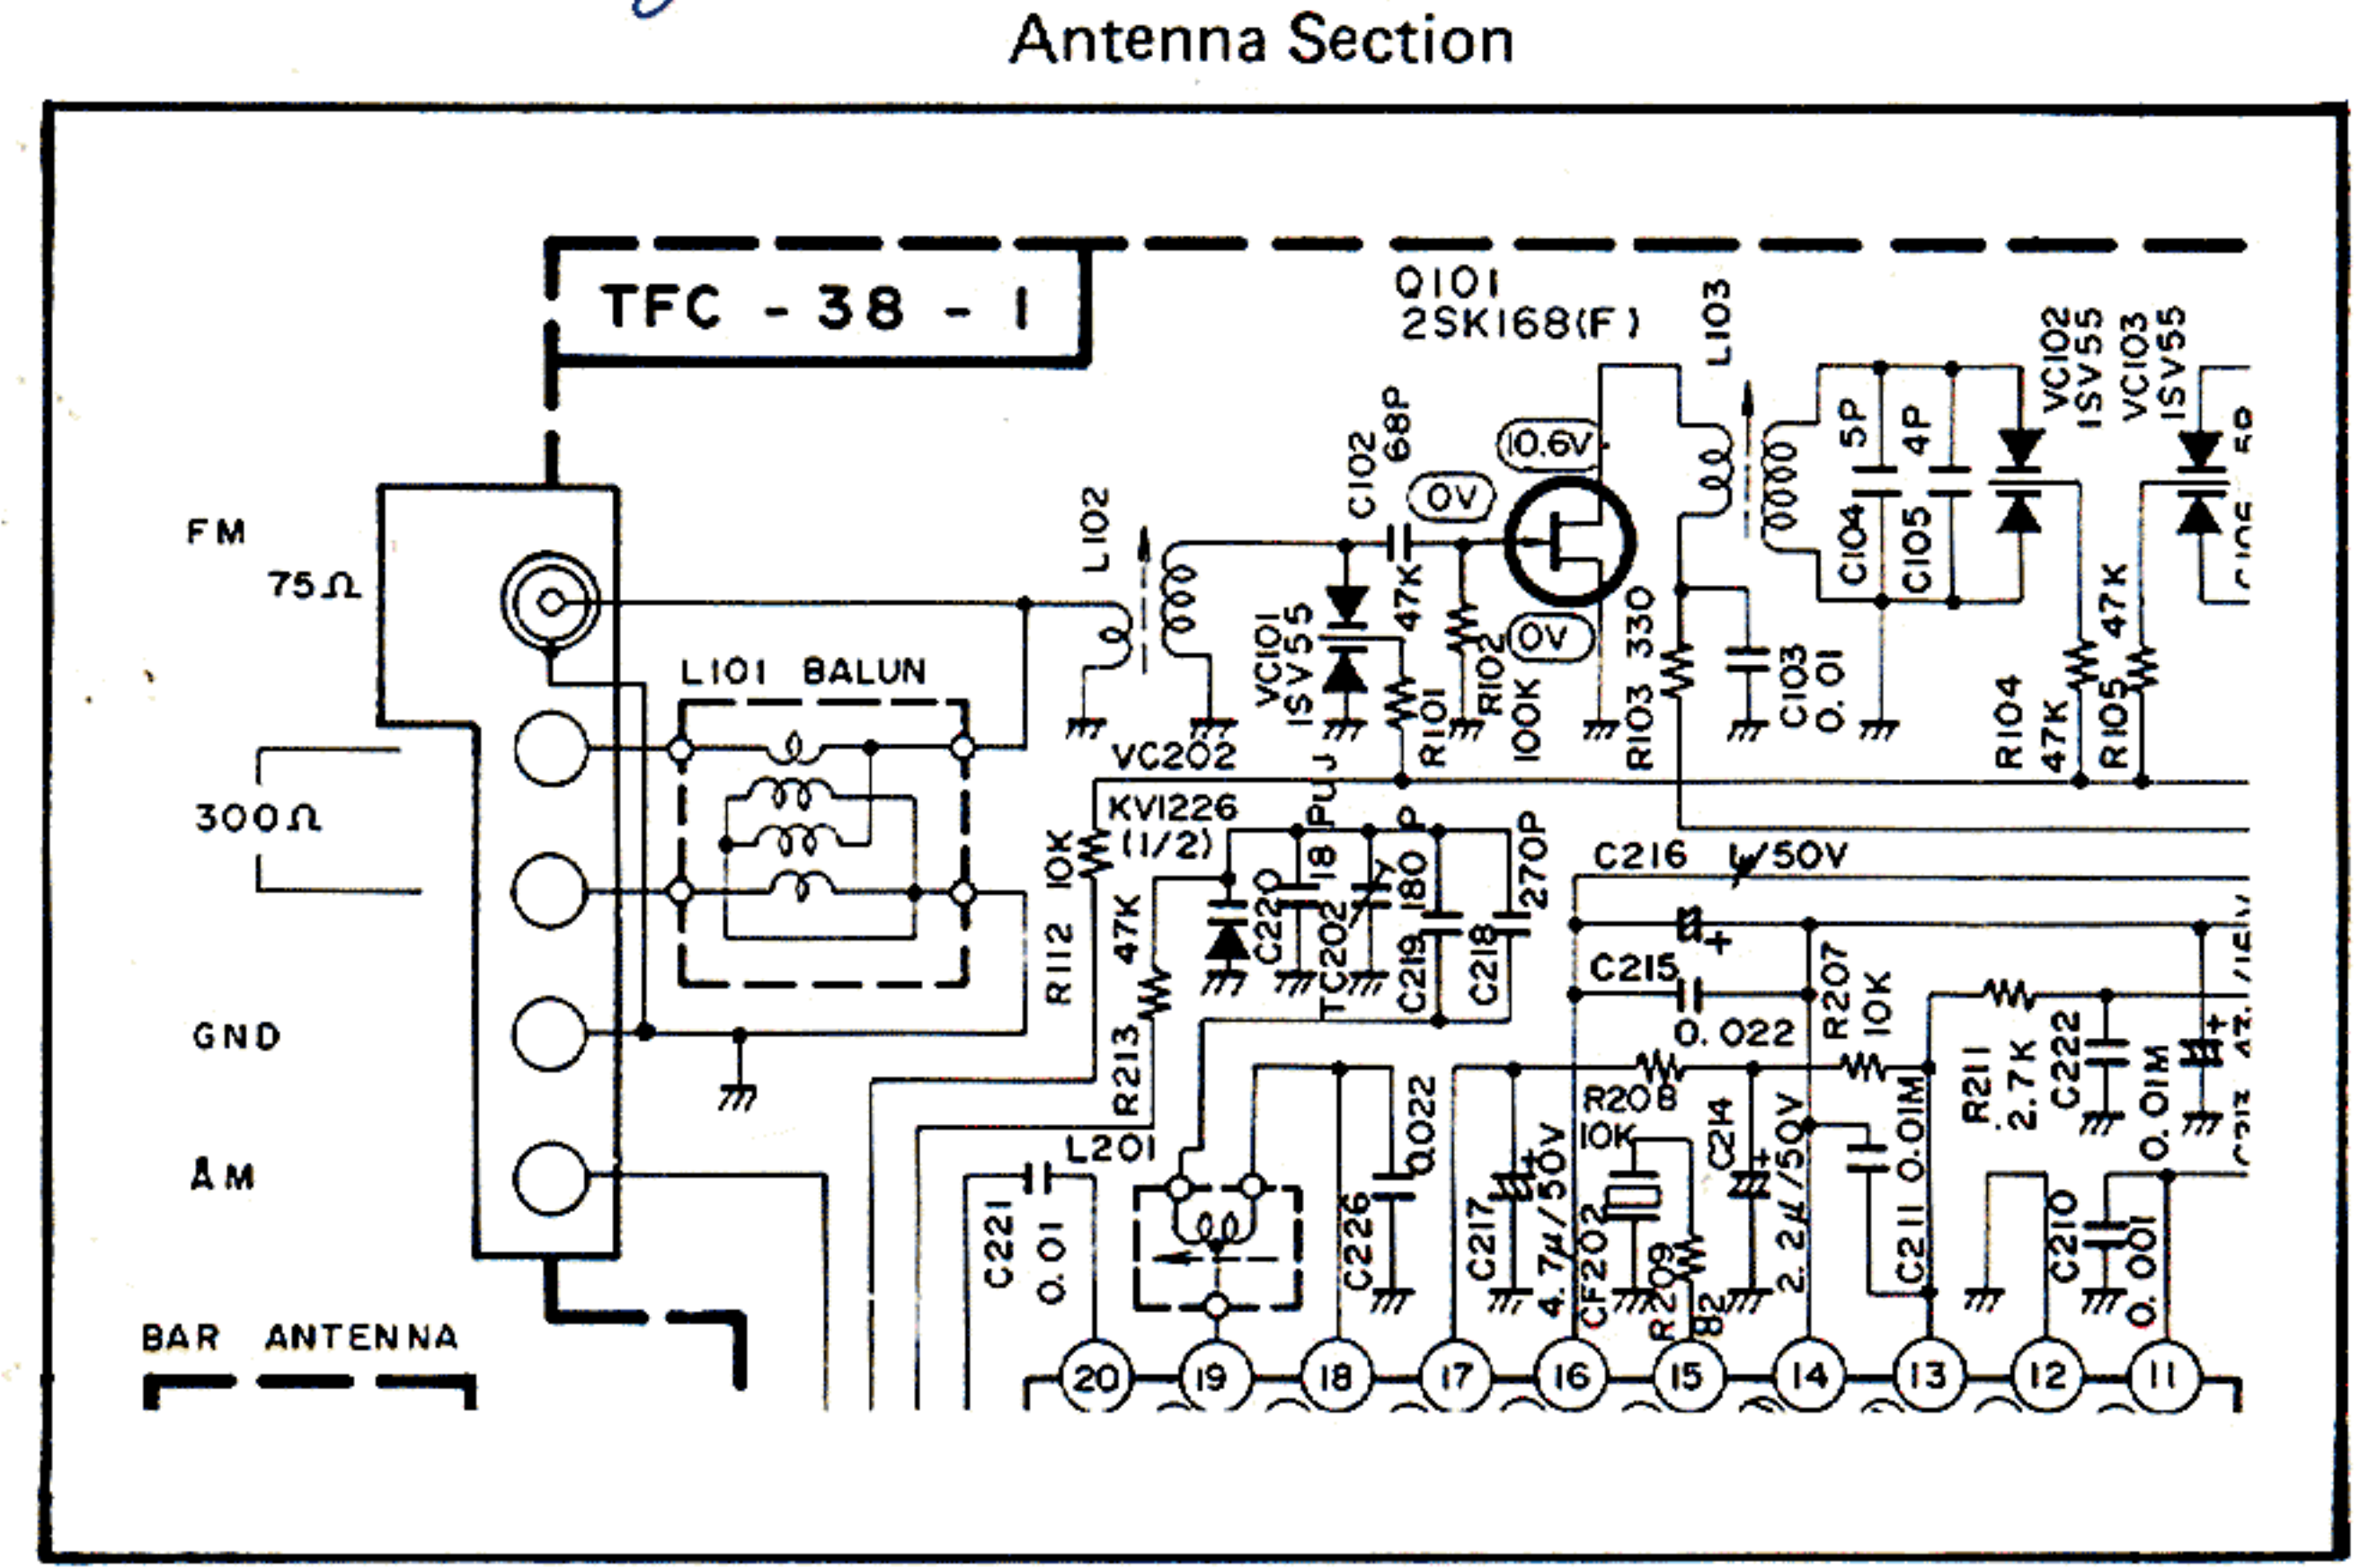 Antenna Section
TFC - 38 - 1
Q101
2SK168(F)
L103
VC102
1SV55
VC103
1SV55
FM
75Ω
300Ω
GND
AM
BAR ANTENNA
L101 BALUN
L102
C102
68P
0V
10.6V
0V
VC101
1SV55
47K
R101
R102
100K
R103 330
C103
0.01
C104 5P
C105 4P
R104
47K
R105 47K
VC202
KV1226
(1/2)
R112 10K
R213 47K
C220 18P UJ
TC202
C219 180P
C218 270P
C216 1μ/50V
C215
0.022
R207
10K
R208
10K
R211
2.7K
C222
0.01M
L201
C221
0.01
C226 0.022
C217
4.7μ/50V
CF202
R209
82
C214
2.2μ/50V
C211 0.01M
C210
0.001
20 19 18 17 16 15 14 13 12 11